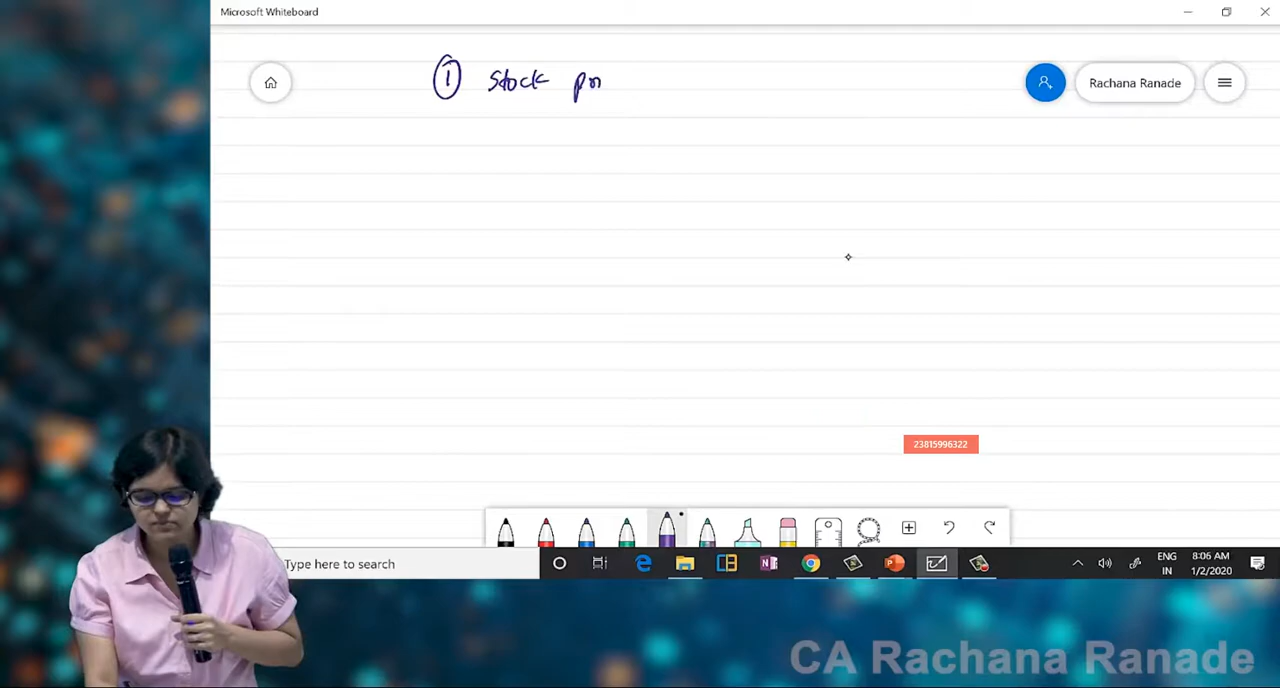 Microsoft Whiteboard
① Stock pri
Rachana Ranade
23815996322
Type here to search
ENG
IN
8:06 AM
1/2/2020
CA Rachana Ranade